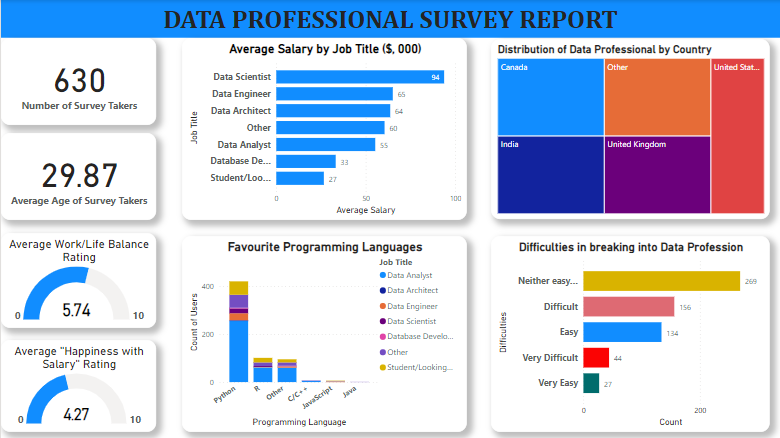 DATA PROFESSIONAL SURVEY REPORT
630
Number of Survey Takers
29.87
Average Age of Survey Takers
Average Work/Life Balance
Rating
5.74
0
10
Average "Happiness with
Salary" Rating
4.27
0
10
Average Salary by Job Title ($, 000)
Job Title
Data Scientist
94
Data Engineer
65
Data Architect
64
Other
60
Data Analyst
55
Database De...
33
Student/Loo...
27
0
50
100
Average Salary
Distribution of Data Professional by Country
Canada
Other
United Stat...
India
United Kingdom
Favourite Programming Languages
Job Title
Data Analyst
Data Architect
Data Engineer
Data Scientist
Database Develo...
Other
Student/Looking...
Count of Users
400
200
0
Python
R
Other
C/C++
JavaScript
Java
Programming Language
Difficulties in breaking into Data Profession
Difficulties
Neither easy...
269
Difficult
156
Easy
134
Very Difficult
44
Very Easy
27
0
200
Count